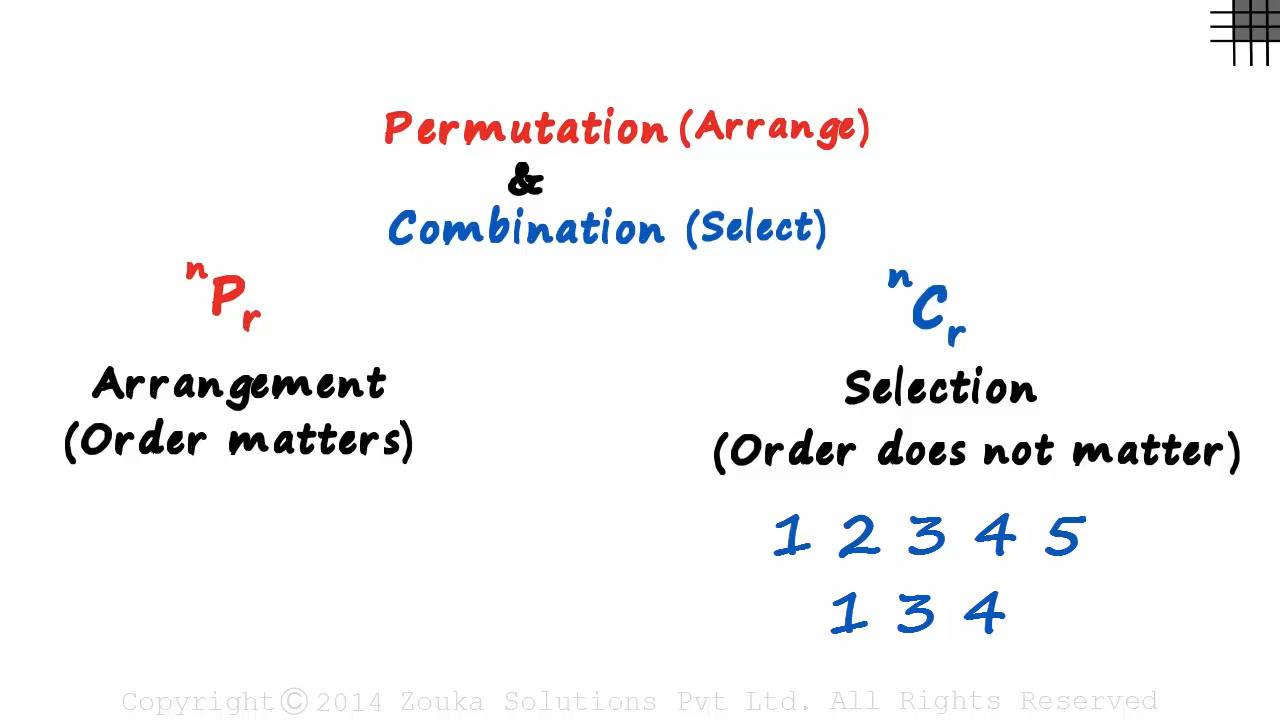 Permutation (Arrange)
&
Combination (Select)
nPr
Arrangement
(Order matters)
nCr
Selection
(Order does not matter)
1 2 3 4 5
1 3 4
Copyright© 2014 Zouka Solutions Pvt Ltd. All Rights Reserved